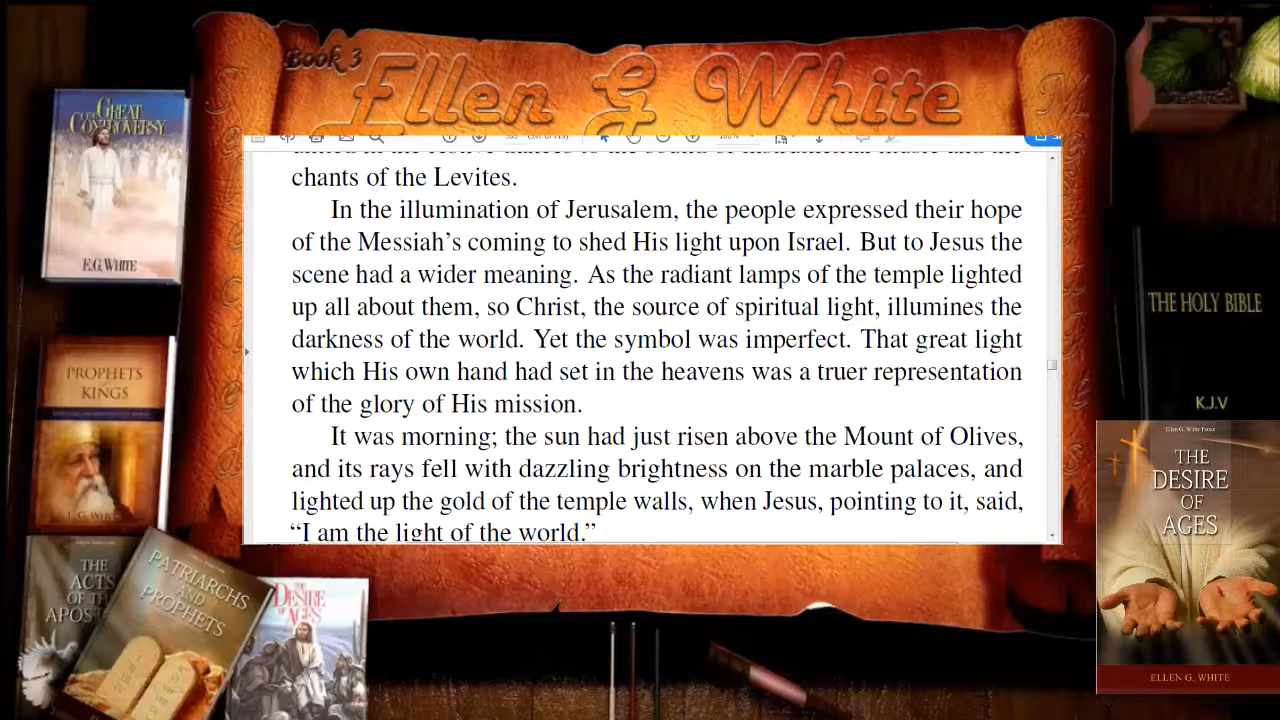 Book 3
Ellen G White
THE
GREAT
CONTROVERSY
E.G. WHITE
chants of the Levites.
In the illumination of Jerusalem, the people expressed their hope
of the Messiah's coming to shed His light upon Israel. But to Jesus the
scene had a wider meaning. As the radiant lamps of the temple lighted
up all about them, so Christ, the source of spiritual light, illumines the
darkness of the world. Yet the symbol was imperfect. That great light
which His own hand had set in the heavens was a truer representation
of the glory of His mission.
It was morning; the sun had just risen above the Mount of Olives,
and its rays fell with dazzling brightness on the marble palaces, and
lighted up the gold of the temple walls, when Jesus, pointing to it, said,
“I am the light of the world.”
PROPHETS
KINGS
THE
ACTS
OF THE
PATRIARCHS
AND
PROPHETS
THE
DESIRE
OF AGES
THE HOLY BIBLE
K.J.V
THE
DESIRE
OF
AGES
ELLEN G. WHITE